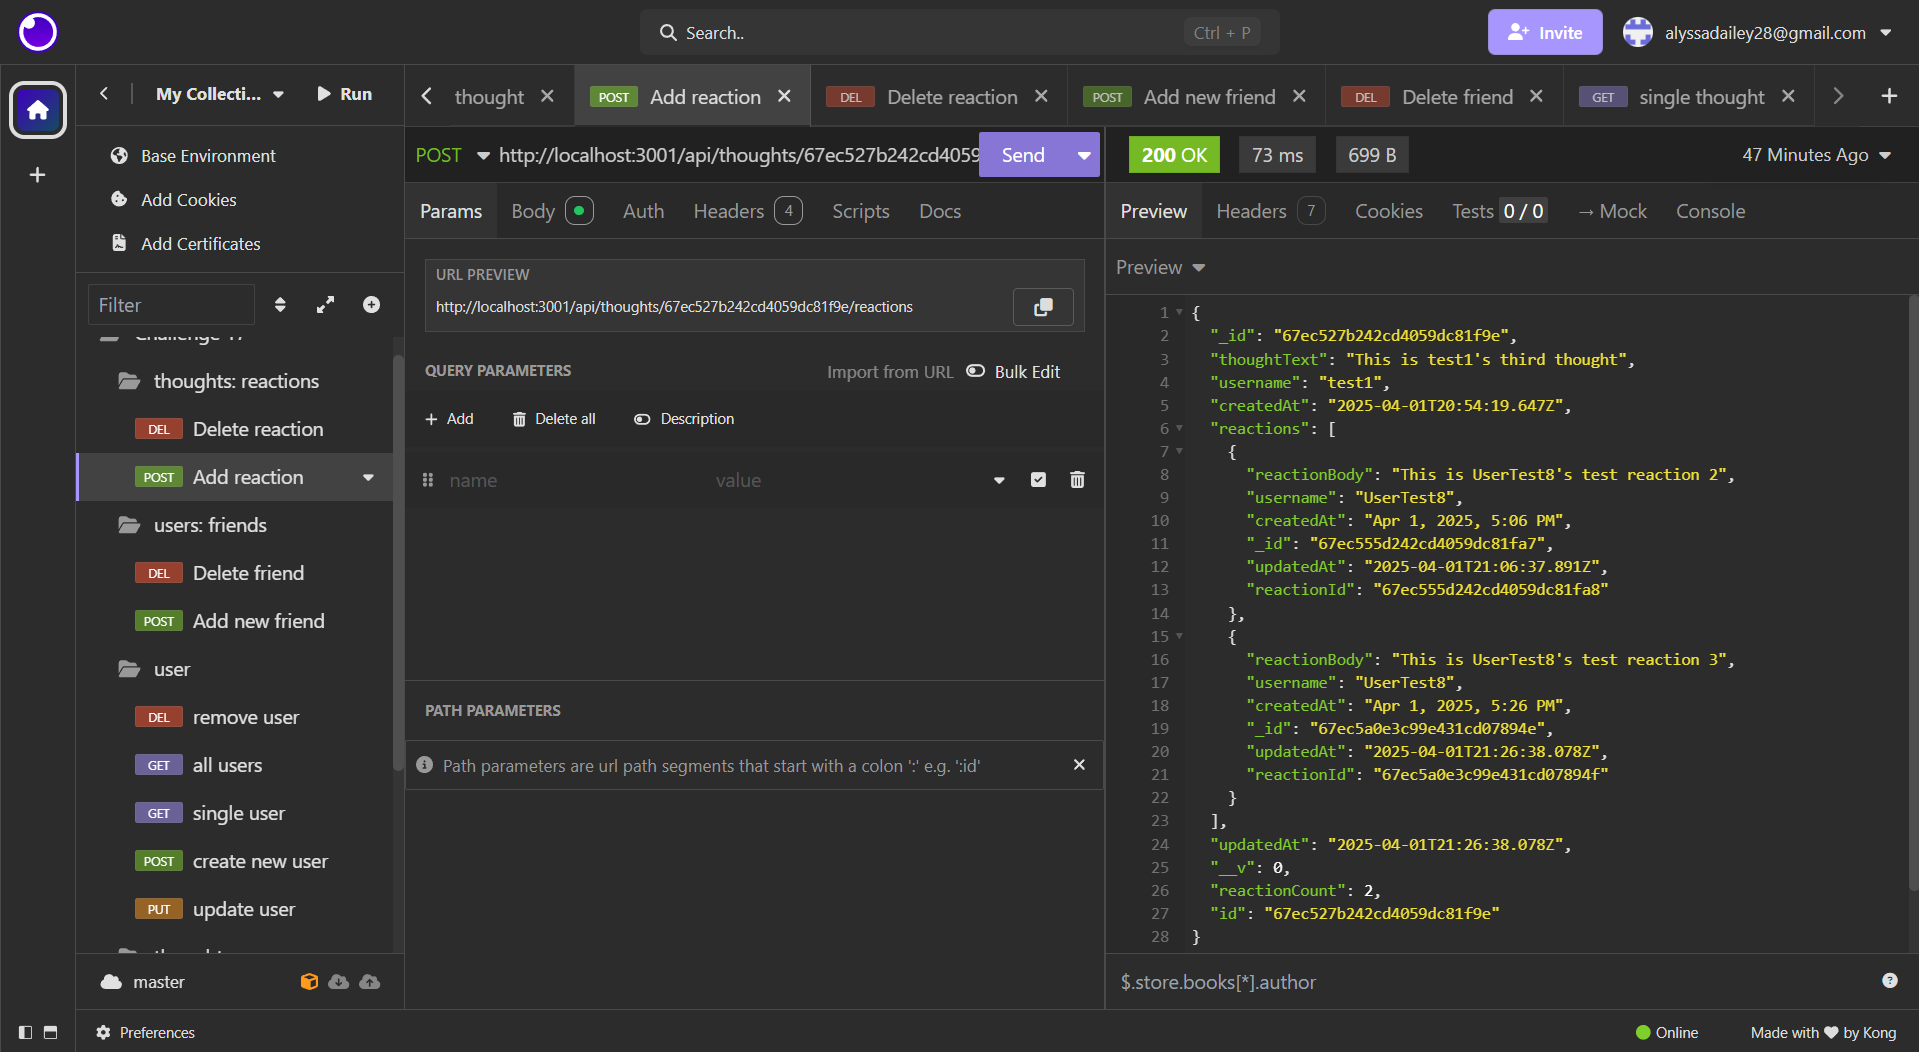 Search..
Ctrl + P
Invite
alyssadailey28@gmail.com
My Collecti...
Run
thought
POST Add reaction
DEL Delete reaction
POST Add new friend
DEL Delete friend
GET single thought
Base Environment
Add Cookies
Add Certificates
Filter
Challenge 17
thoughts: reactions
DEL Delete reaction
POST Add reaction
users: friends
DEL Delete friend
POST Add new friend
user
DEL remove user
GET all users
GET single user
POST create new user
PUT update user
master
POST http://localhost:3001/api/thoughts/67ec527b242cd4059 Send
Params Body Auth Headers 4 Scripts Docs
URL PREVIEW
http://localhost:3001/api/thoughts/67ec527b242cd4059dc81f9e/reactions
QUERY PARAMETERS Import from URL Bulk Edit
Add Delete all Description
name value
PATH PARAMETERS
Path parameters are url path segments that start with a colon ':' e.g. ':id'
200 OK 73 ms 699 B 47 Minutes Ago
Preview Headers 7 Cookies Tests 0 / 0 → Mock Console
Preview
1 {
2 "_id": "67ec527b242cd4059dc81f9e",
3 "thoughtText": "This is test1's third thought",
4 "username": "test1",
5 "createdAt": "2025-04-01T20:54:19.647Z",
6 "reactions": [
7 {
8 "reactionBody": "This is UserTest8's test reaction 2",
9 "username": "UserTest8",
10 "createdAt": "Apr 1, 2025, 5:06 PM",
11 "_id": "67ec555d242cd4059dc81fa7",
12 "updatedAt": "2025-04-01T21:06:37.891Z",
13 "reactionId": "67ec555d242cd4059dc81fa8"
14 },
15 {
16 "reactionBody": "This is UserTest8's test reaction 3",
17 "username": "UserTest8",
18 "createdAt": "Apr 1, 2025, 5:26 PM",
19 "_id": "67ec5a0e3c99e431cd07894e",
20 "updatedAt": "2025-04-01T21:26:38.078Z",
21 "reactionId": "67ec5a0e3c99e431cd07894f"
22 }
23 ],
24 "updatedAt": "2025-04-01T21:26:38.078Z",
25 "__v": 0,
26 "reactionCount": 2,
27 "id": "67ec527b242cd4059dc81f9e"
28 }
$.store.books[*].author
Preferences
Online
Made with ♥ by Kong